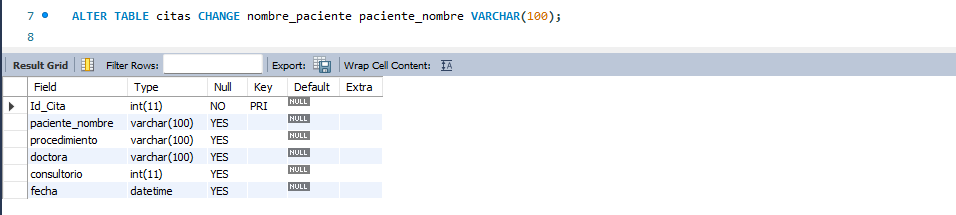 7 ALTER TABLE citas CHANGE nombre_paciente paciente_nombre VARCHAR(100);
8
Result Grid Filter Rows: Export: Wrap Cell Content: IA
Field Type Null Key Default Extra
Id_Cita int(11) NO PRI NULL
paciente_nombre varchar(100) YES NULL
procedimiento varchar(100) YES NULL
doctora varchar(100) YES NULL
consultorio int(11) YES NULL
fecha datetime YES NULL